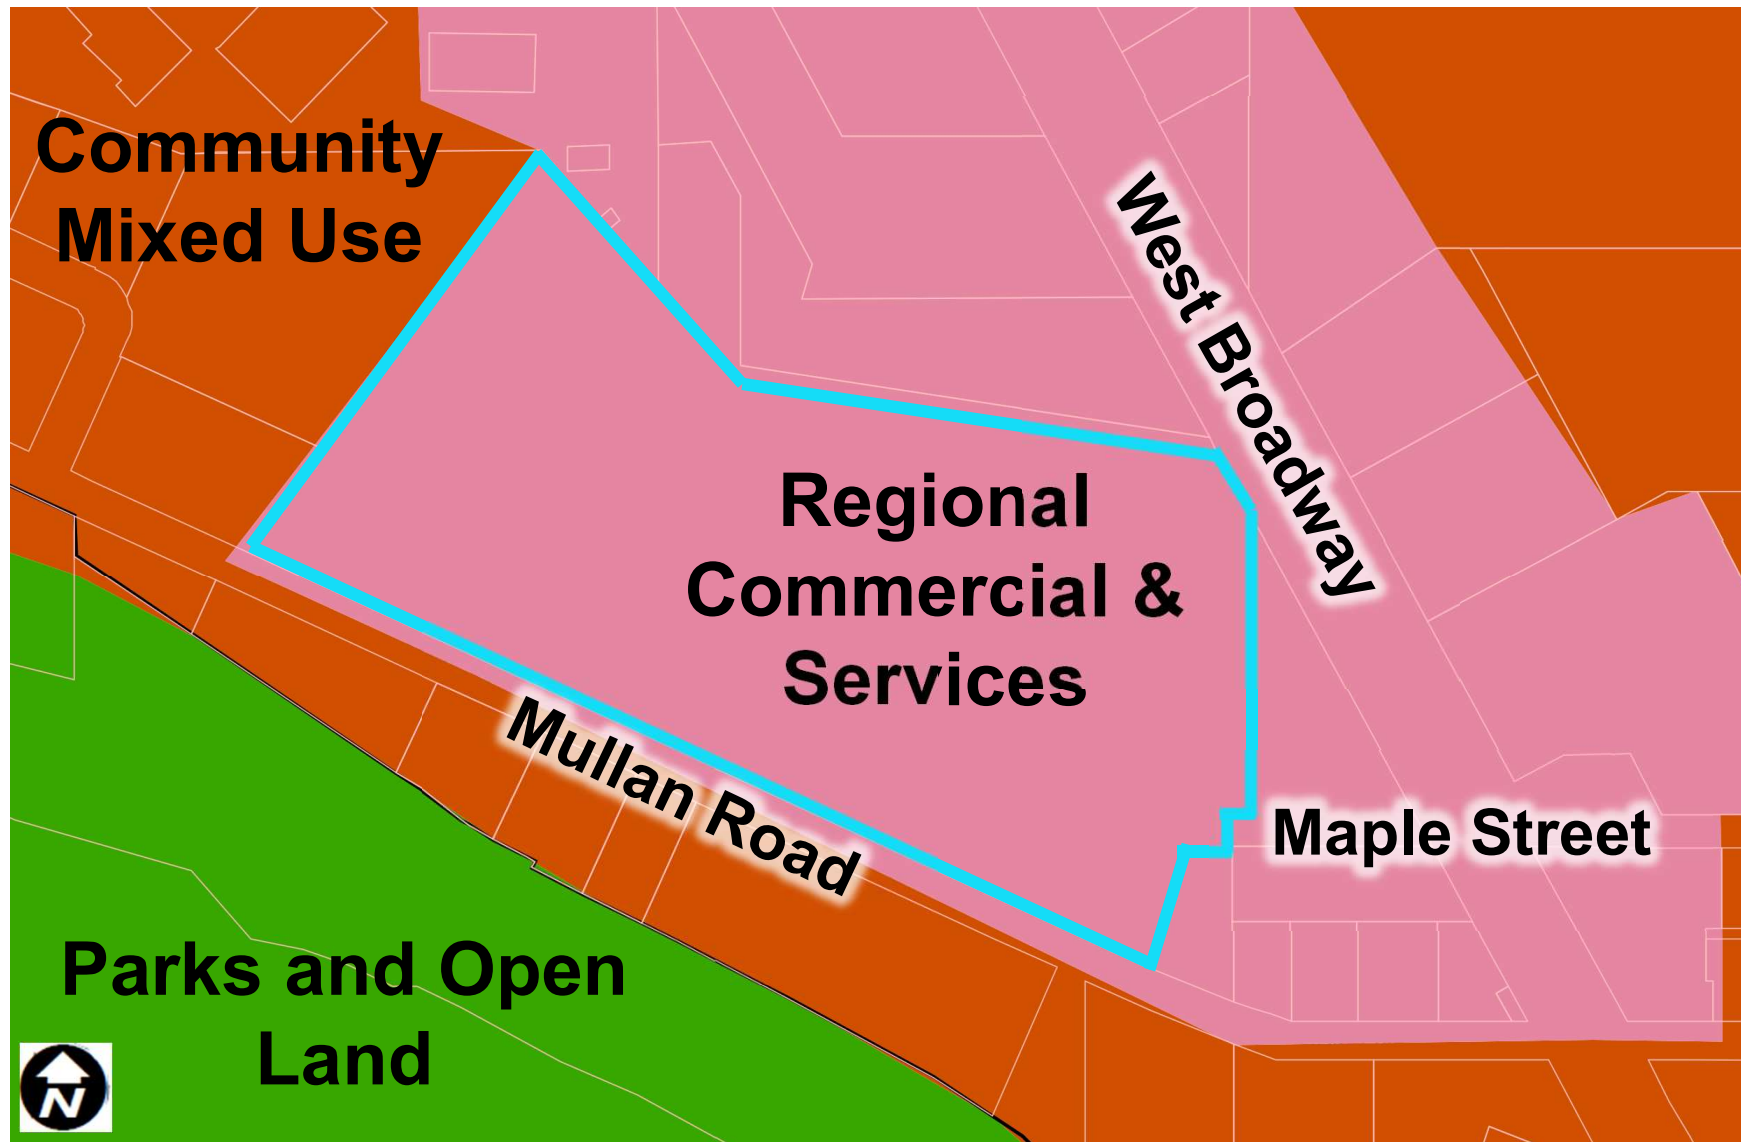 Community
Mixed Use
West Broadway
Regional
Commercial &
Services
Mullan Road
Maple Street
Parks and Open
Land
N